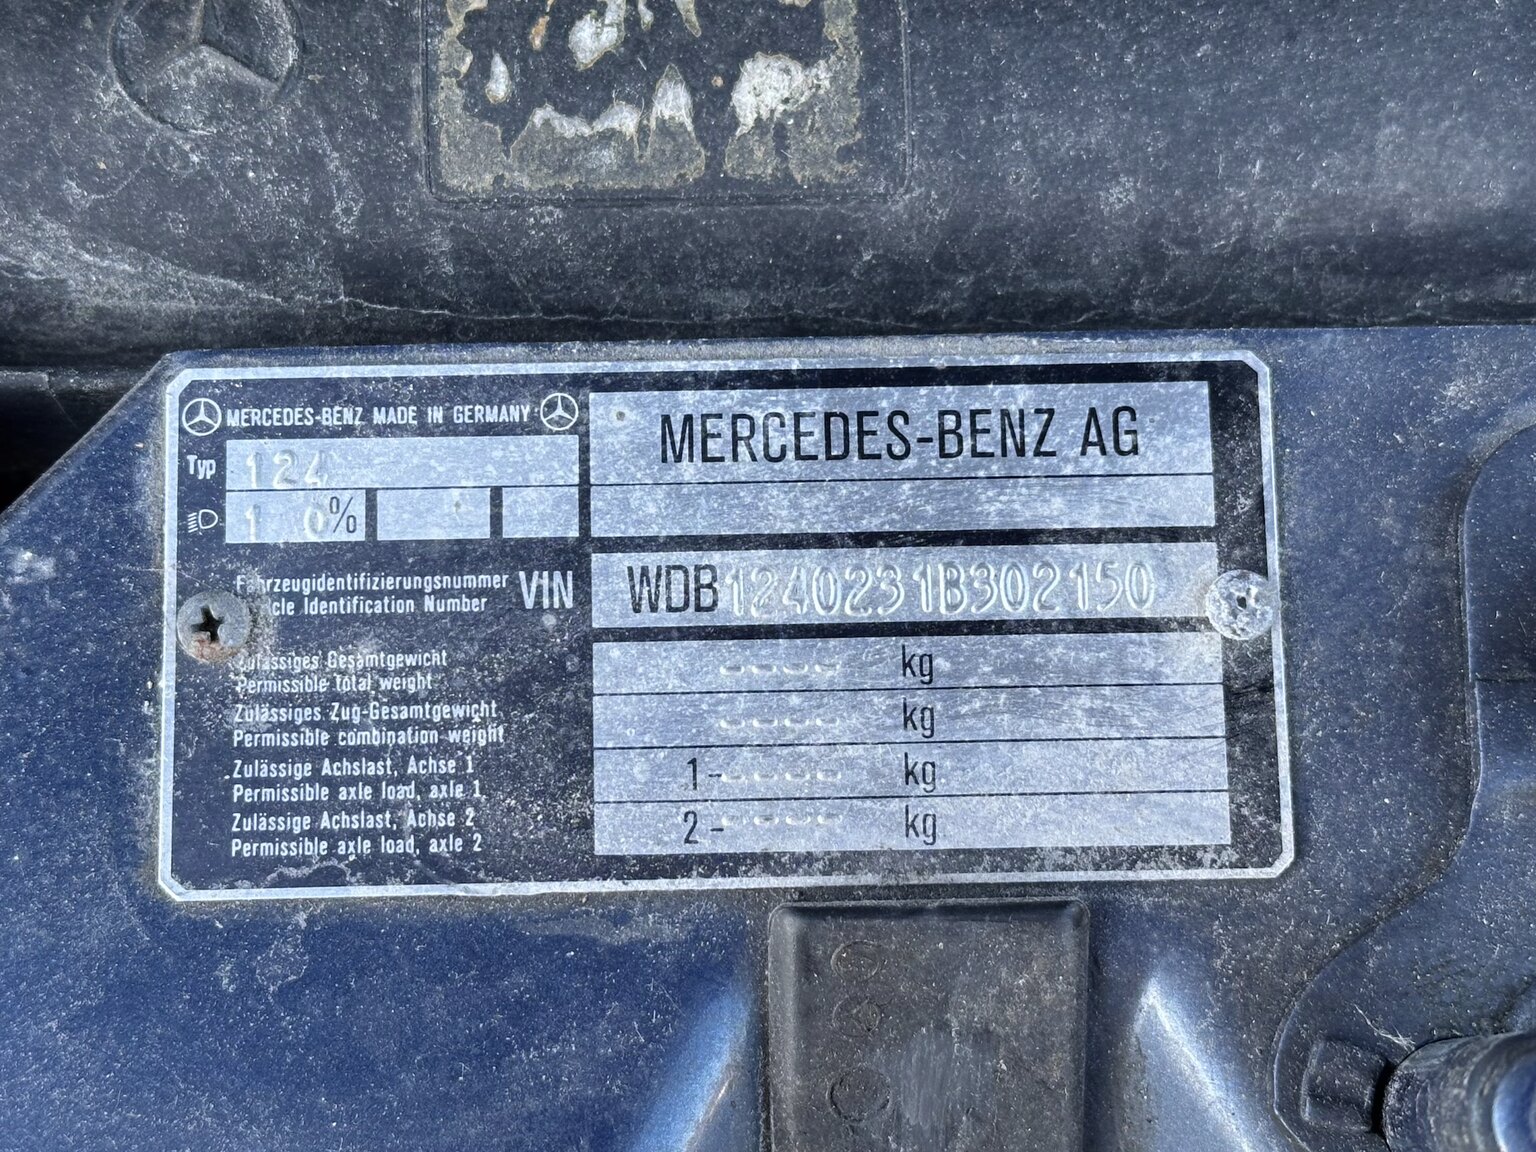 MERCEDES-BENZ MADE IN GERMANY
MERCEDES-BENZ AG
Typ 124
%
Fahrzeugidentifizierungsnummer
Identification Number
VIN
WDB1240231B302150
Zulässiges Gesamtgewicht
Permissible total weight
---- kg
Zulässiges Zug-Gesamtgewicht
Permissible combination weight
---- kg
Zulässige Achslast, Achse 1
Permissible axle load, axle 1
1- ---- kg
Zulässige Achslast, Achse 2
Permissible axle load, axle 2
2- ---- kg